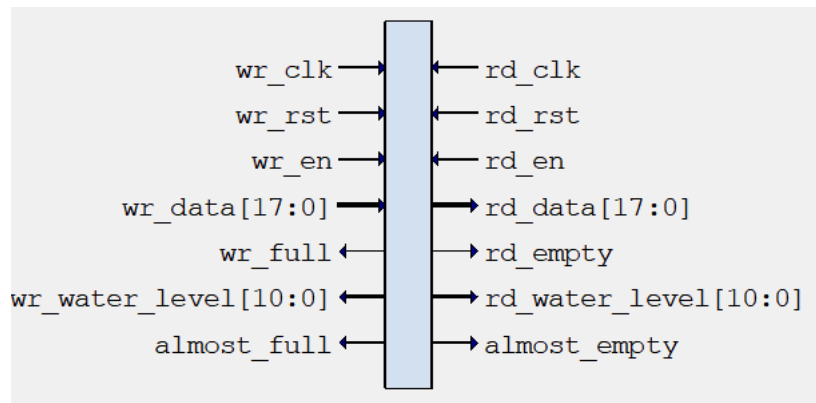 wr_clk rd_clk
wr_rst rd_rst
wr_en rd_en
wr_data[17:0] rd_data[17:0]
wr_full rd_empty
wr_water_level[10:0] rd_water_level[10:0]
almost_full almost_empty